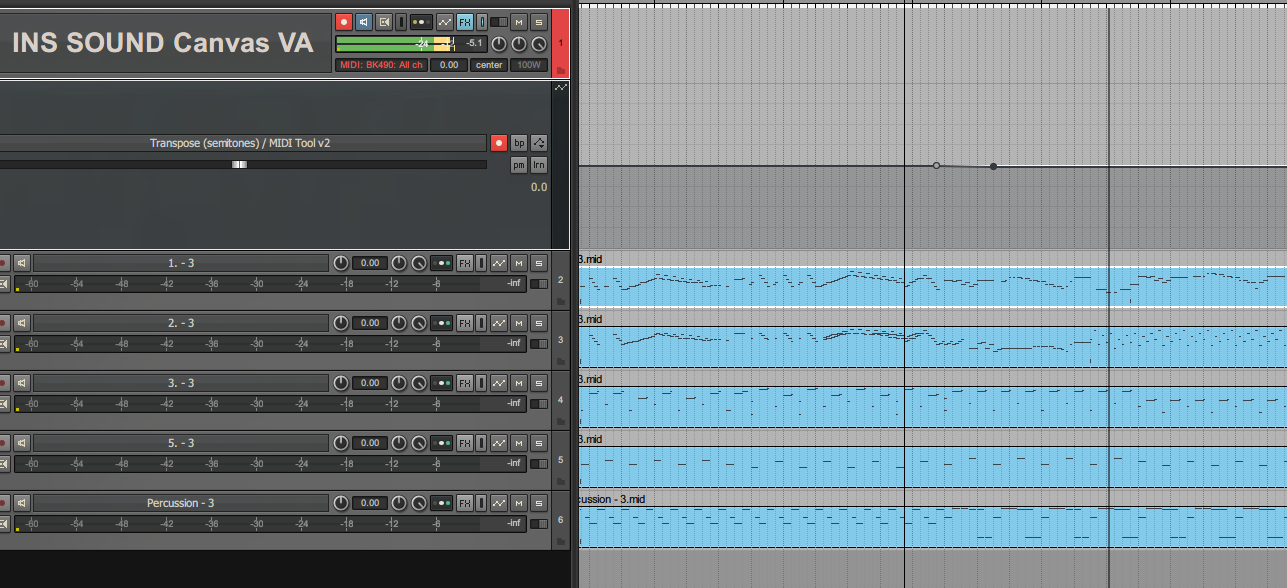 INS SOUND Canvas VA
FX
M
S
-24
-5.1
1
MIDI: BK490: All ch
0.00
center
100W
Transpose (semitones) / MIDI Tool v2
bp
pm
lrn
0.0
1. - 3
0.00
FX
M
S
-60 -54 -48 -42 -36 -30 -24 -18 -12 -6 -inf
2
3.mid
2. - 3
0.00
FX
M
S
-60 -54 -48 -42 -36 -30 -24 -18 -12 -6 -inf
3
3.mid
3. - 3
0.00
FX
M
S
-60 -54 -48 -42 -36 -30 -24 -18 -12 -6 -inf
4
3.mid
5. - 3
0.00
FX
M
S
-60 -54 -48 -42 -36 -30 -24 -18 -12 -6 -inf
5
3.mid
Percussion - 3
0.00
FX
M
S
-60 -54 -48 -42 -36 -30 -24 -18 -12 -6 -inf
6
cussion - 3.mid